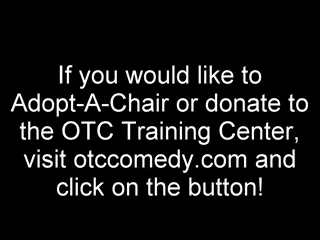 If you would like to
Adopt-A-Chair or donate to
the OTC Training Center,
visit otccomedy.com and
click on the button!